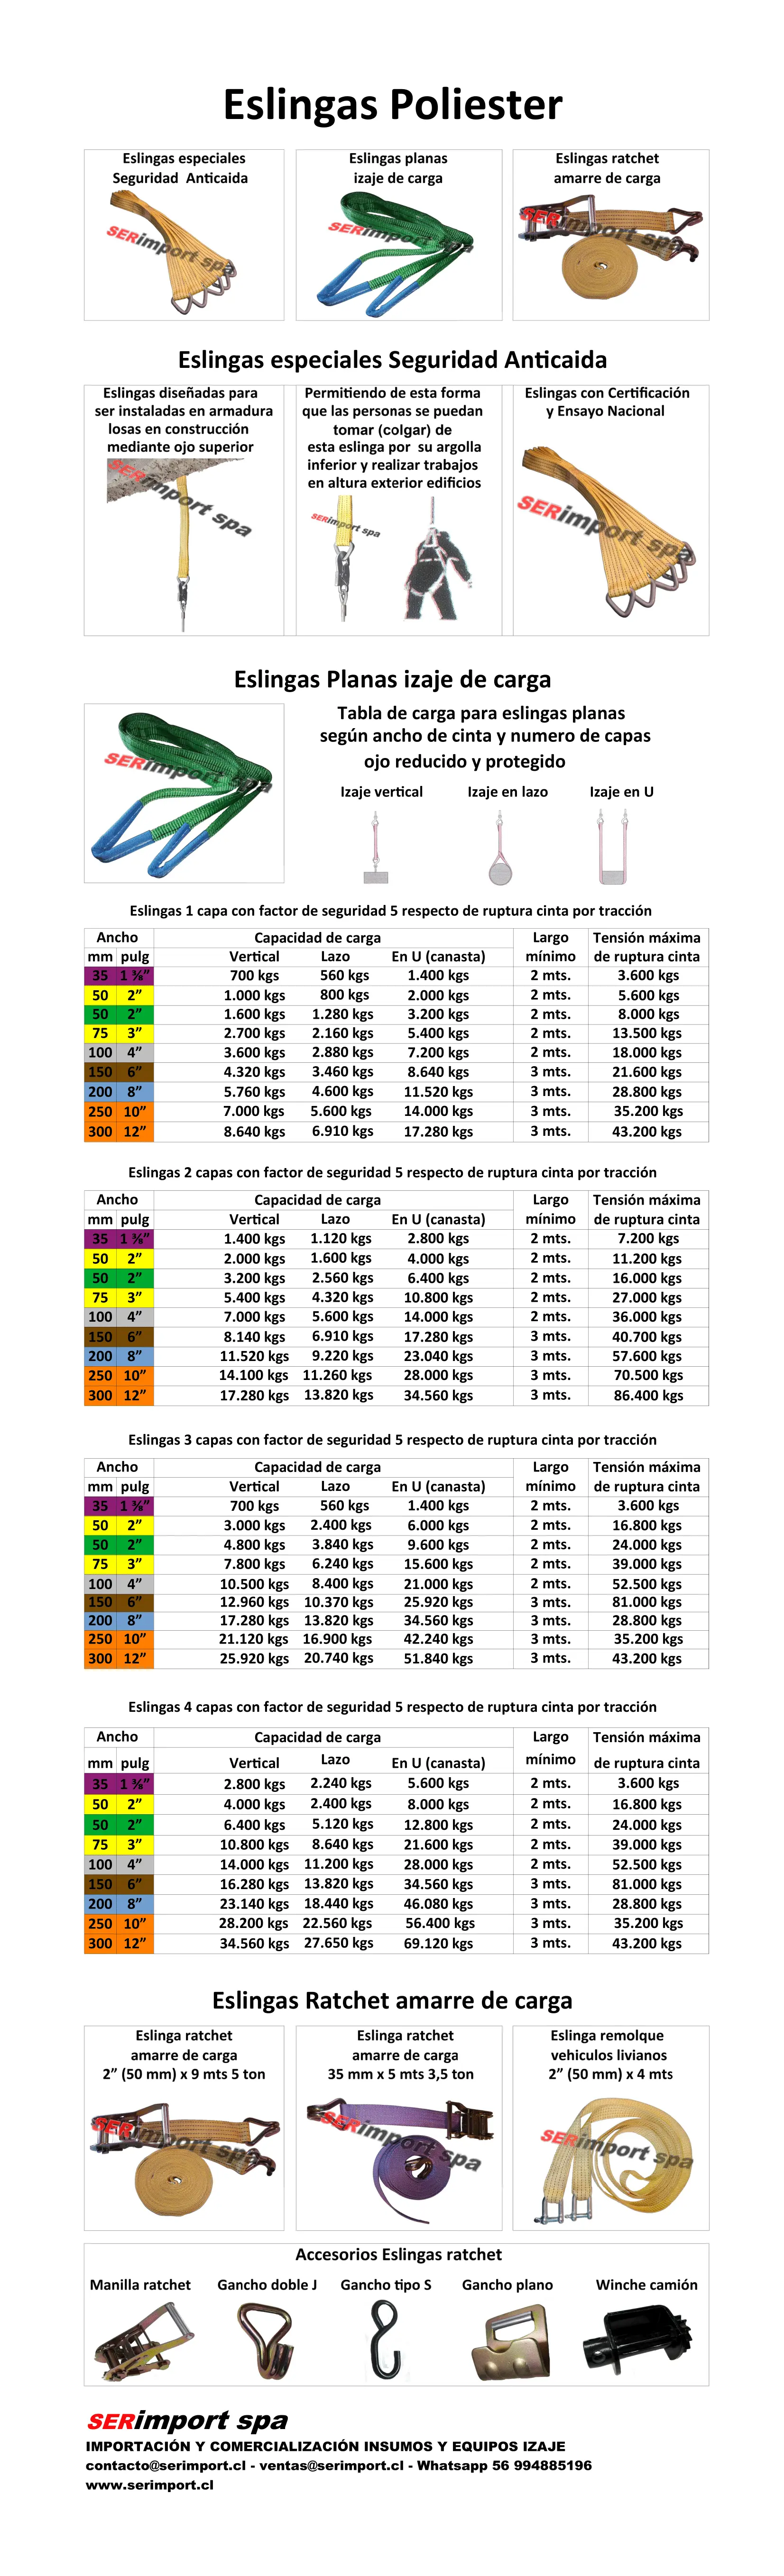 Eslingas Poliester
Eslingas especiales
Seguridad Anticaida
SERimport spa
Eslingas planas
izaje de carga
SERimport spa
Eslingas ratchet
amarre de carga
SERimport spa
Eslingas especiales Seguridad Anticaida
Eslingas diseñadas para
ser instaladas en armadura
losas en construcción
mediante ojo superior
SERimport spa
Permitiendo de esta forma
que las personas se puedan
tomar (colgar) de
esta eslinga por su argolla
inferior y realizar trabajos
en altura exterior edificios
SERimport spa
Eslingas con Certificación
y Ensayo Nacional
SERimport spa
Eslingas Planas izaje de carga
SERimport spa
Tabla de carga para eslingas planas
según ancho de cinta y numero de capas
ojo reducido y protegido
Izaje vertical Izaje en lazo Izaje en U
Eslingas 1 capa con factor de seguridad 5 respecto de ruptura cinta por tracción
Ancho Capacidad de carga Largo Tensión máxima
mm pulg Vertical Lazo En U (canasta) mínimo de ruptura cinta
35 1 ⅜” 700 kgs 560 kgs 1.400 kgs 2 mts. 3.600 kgs
50 2” 1.000 kgs 800 kgs 2.000 kgs 2 mts. 5.600 kgs
50 2” 1.600 kgs 1.280 kgs 3.200 kgs 2 mts. 8.000 kgs
75 3” 2.700 kgs 2.160 kgs 5.400 kgs 2 mts. 13.500 kgs
100 4” 3.600 kgs 2.880 kgs 7.200 kgs 2 mts. 18.000 kgs
150 6” 4.320 kgs 3.460 kgs 8.640 kgs 3 mts. 21.600 kgs
200 8” 5.760 kgs 4.600 kgs 11.520 kgs 3 mts. 28.800 kgs
250 10” 7.000 kgs 5.600 kgs 14.000 kgs 3 mts. 35.200 kgs
300 12” 8.640 kgs 6.910 kgs 17.280 kgs 3 mts. 43.200 kgs
Eslingas 2 capas con factor de seguridad 5 respecto de ruptura cinta por tracción
Ancho Capacidad de carga Largo Tensión máxima
mm pulg Vertical Lazo En U (canasta) mínimo de ruptura cinta
35 1 ⅜” 1.400 kgs 1.120 kgs 2.800 kgs 2 mts. 7.200 kgs
50 2” 2.000 kgs 1.600 kgs 4.000 kgs 2 mts. 11.200 kgs
50 2” 3.200 kgs 2.560 kgs 6.400 kgs 2 mts. 16.000 kgs
75 3” 5.400 kgs 4.320 kgs 10.800 kgs 2 mts. 27.000 kgs
100 4” 7.000 kgs 5.600 kgs 14.000 kgs 2 mts. 36.000 kgs
150 6” 8.140 kgs 6.910 kgs 17.280 kgs 3 mts. 40.700 kgs
200 8” 11.520 kgs 9.220 kgs 23.040 kgs 3 mts. 57.600 kgs
250 10” 14.100 kgs 11.260 kgs 28.000 kgs 3 mts. 70.500 kgs
300 12” 17.280 kgs 13.820 kgs 34.560 kgs 3 mts. 86.400 kgs
Eslingas 3 capas con factor de seguridad 5 respecto de ruptura cinta por tracción
Ancho Capacidad de carga Largo Tensión máxima
mm pulg Vertical Lazo En U (canasta) mínimo de ruptura cinta
35 1 ⅜” 700 kgs 560 kgs 1.400 kgs 2 mts. 3.600 kgs
50 2” 3.000 kgs 2.400 kgs 6.000 kgs 2 mts. 16.800 kgs
50 2” 4.800 kgs 3.840 kgs 9.600 kgs 2 mts. 24.000 kgs
75 3” 7.800 kgs 6.240 kgs 15.600 kgs 2 mts. 39.000 kgs
100 4” 10.500 kgs 8.400 kgs 21.000 kgs 2 mts. 52.500 kgs
150 6” 12.960 kgs 10.370 kgs 25.920 kgs 3 mts. 81.000 kgs
200 8” 17.280 kgs 13.820 kgs 34.560 kgs 3 mts. 28.800 kgs
250 10” 21.120 kgs 16.900 kgs 42.240 kgs 3 mts. 35.200 kgs
300 12” 25.920 kgs 20.740 kgs 51.840 kgs 3 mts. 43.200 kgs
Eslingas 4 capas con factor de seguridad 5 respecto de ruptura cinta por tracción
Ancho Capacidad de carga Largo Tensión máxima
mm pulg Vertical Lazo En U (canasta) mínimo de ruptura cinta
35 1 ⅜” 2.800 kgs 2.240 kgs 5.600 kgs 2 mts. 3.600 kgs
50 2” 4.000 kgs 2.400 kgs 8.000 kgs 2 mts. 16.800 kgs
50 2” 6.400 kgs 5.120 kgs 12.800 kgs 2 mts. 24.000 kgs
75 3” 10.800 kgs 8.640 kgs 21.600 kgs 2 mts. 39.000 kgs
100 4” 14.000 kgs 11.200 kgs 28.000 kgs 2 mts. 52.500 kgs
150 6” 16.280 kgs 13.820 kgs 34.560 kgs 3 mts. 81.000 kgs
200 8” 23.140 kgs 18.440 kgs 46.080 kgs 3 mts. 28.800 kgs
250 10” 28.200 kgs 22.560 kgs 56.400 kgs 3 mts. 35.200 kgs
300 12” 34.560 kgs 27.650 kgs 69.120 kgs 3 mts. 43.200 kgs
Eslingas Ratchet amarre de carga
Eslinga ratchet
amarre de carga
2” (50 mm) x 9 mts 5 ton
SERimport spa
Eslinga ratchet
amarre de carga
35 mm x 5 mts 3,5 ton
SERimport spa
Eslinga remolque
vehiculos livianos
2” (50 mm) x 4 mts
SERimport spa
Accesorios Eslingas ratchet
Manilla ratchet Gancho doble J Gancho tipo S Gancho plano Winche camión
SERimport spa
IMPORTACIÓN Y COMERCIALIZACIÓN INSUMOS Y EQUIPOS IZAJE
contacto@serimport.cl - ventas@serimport.cl - Whatsapp 56 994885196
www.serimport.cl